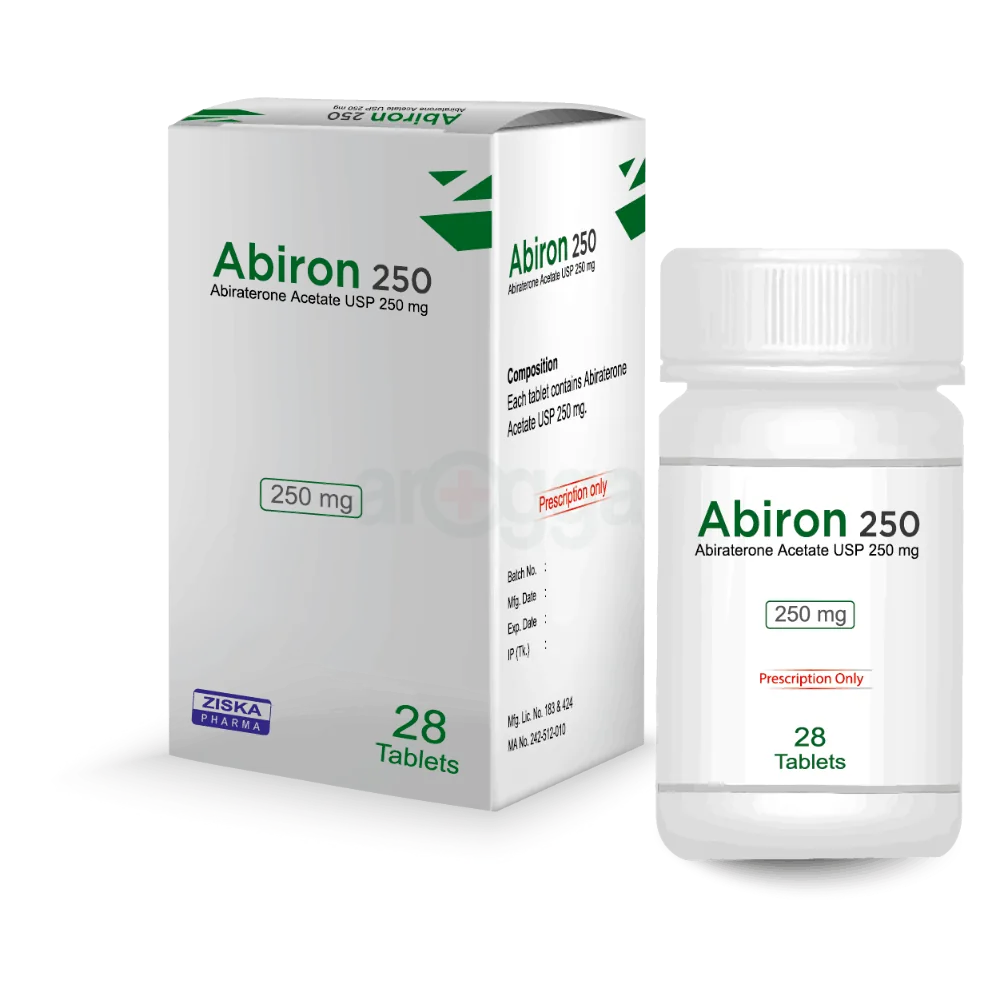 Abiron 250
Abiraterone Acetate USP 250 mg
Abiron 250
Abiraterone Acetate USP 250 mg
250 mg
ZISKA
PHARMA
28
Tablets
Abiron 250
Abiraterone Acetate USP 250 mg
Composition
Each tablet contains Abiraterone
Acetate USP 250 mg.
Prescription only
Batch No. :
Mfg. Date :
Exp. Date :
IP (Tk.) :
Mfg. Lic. No. 183 & 424
MA No. 242-512-010
arogga
Abiron 250
Abiraterone Acetate USP 250 mg
250 mg
Prescription Only
28
Tablets